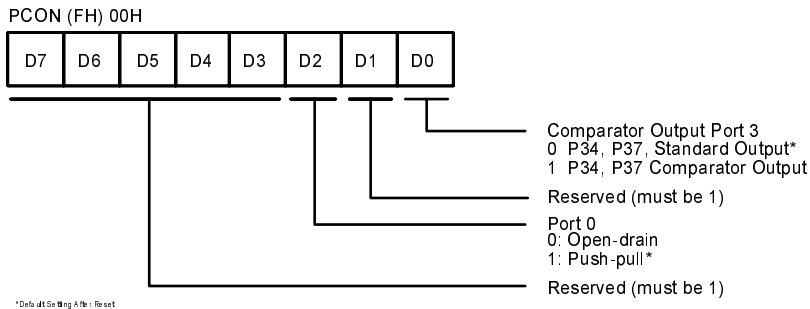 PCON (FH) 00H
D7 D6 D5 D4 D3 D2 D1 D0
Comparator Output Port 3
0 P34, P37, Standard Output*
1 P34, P37 Comparator Output
Reserved (must be 1)
Port 0
0: Open-drain
1: Push-pull*
Reserved (must be 1)
*Default Setting After Reset